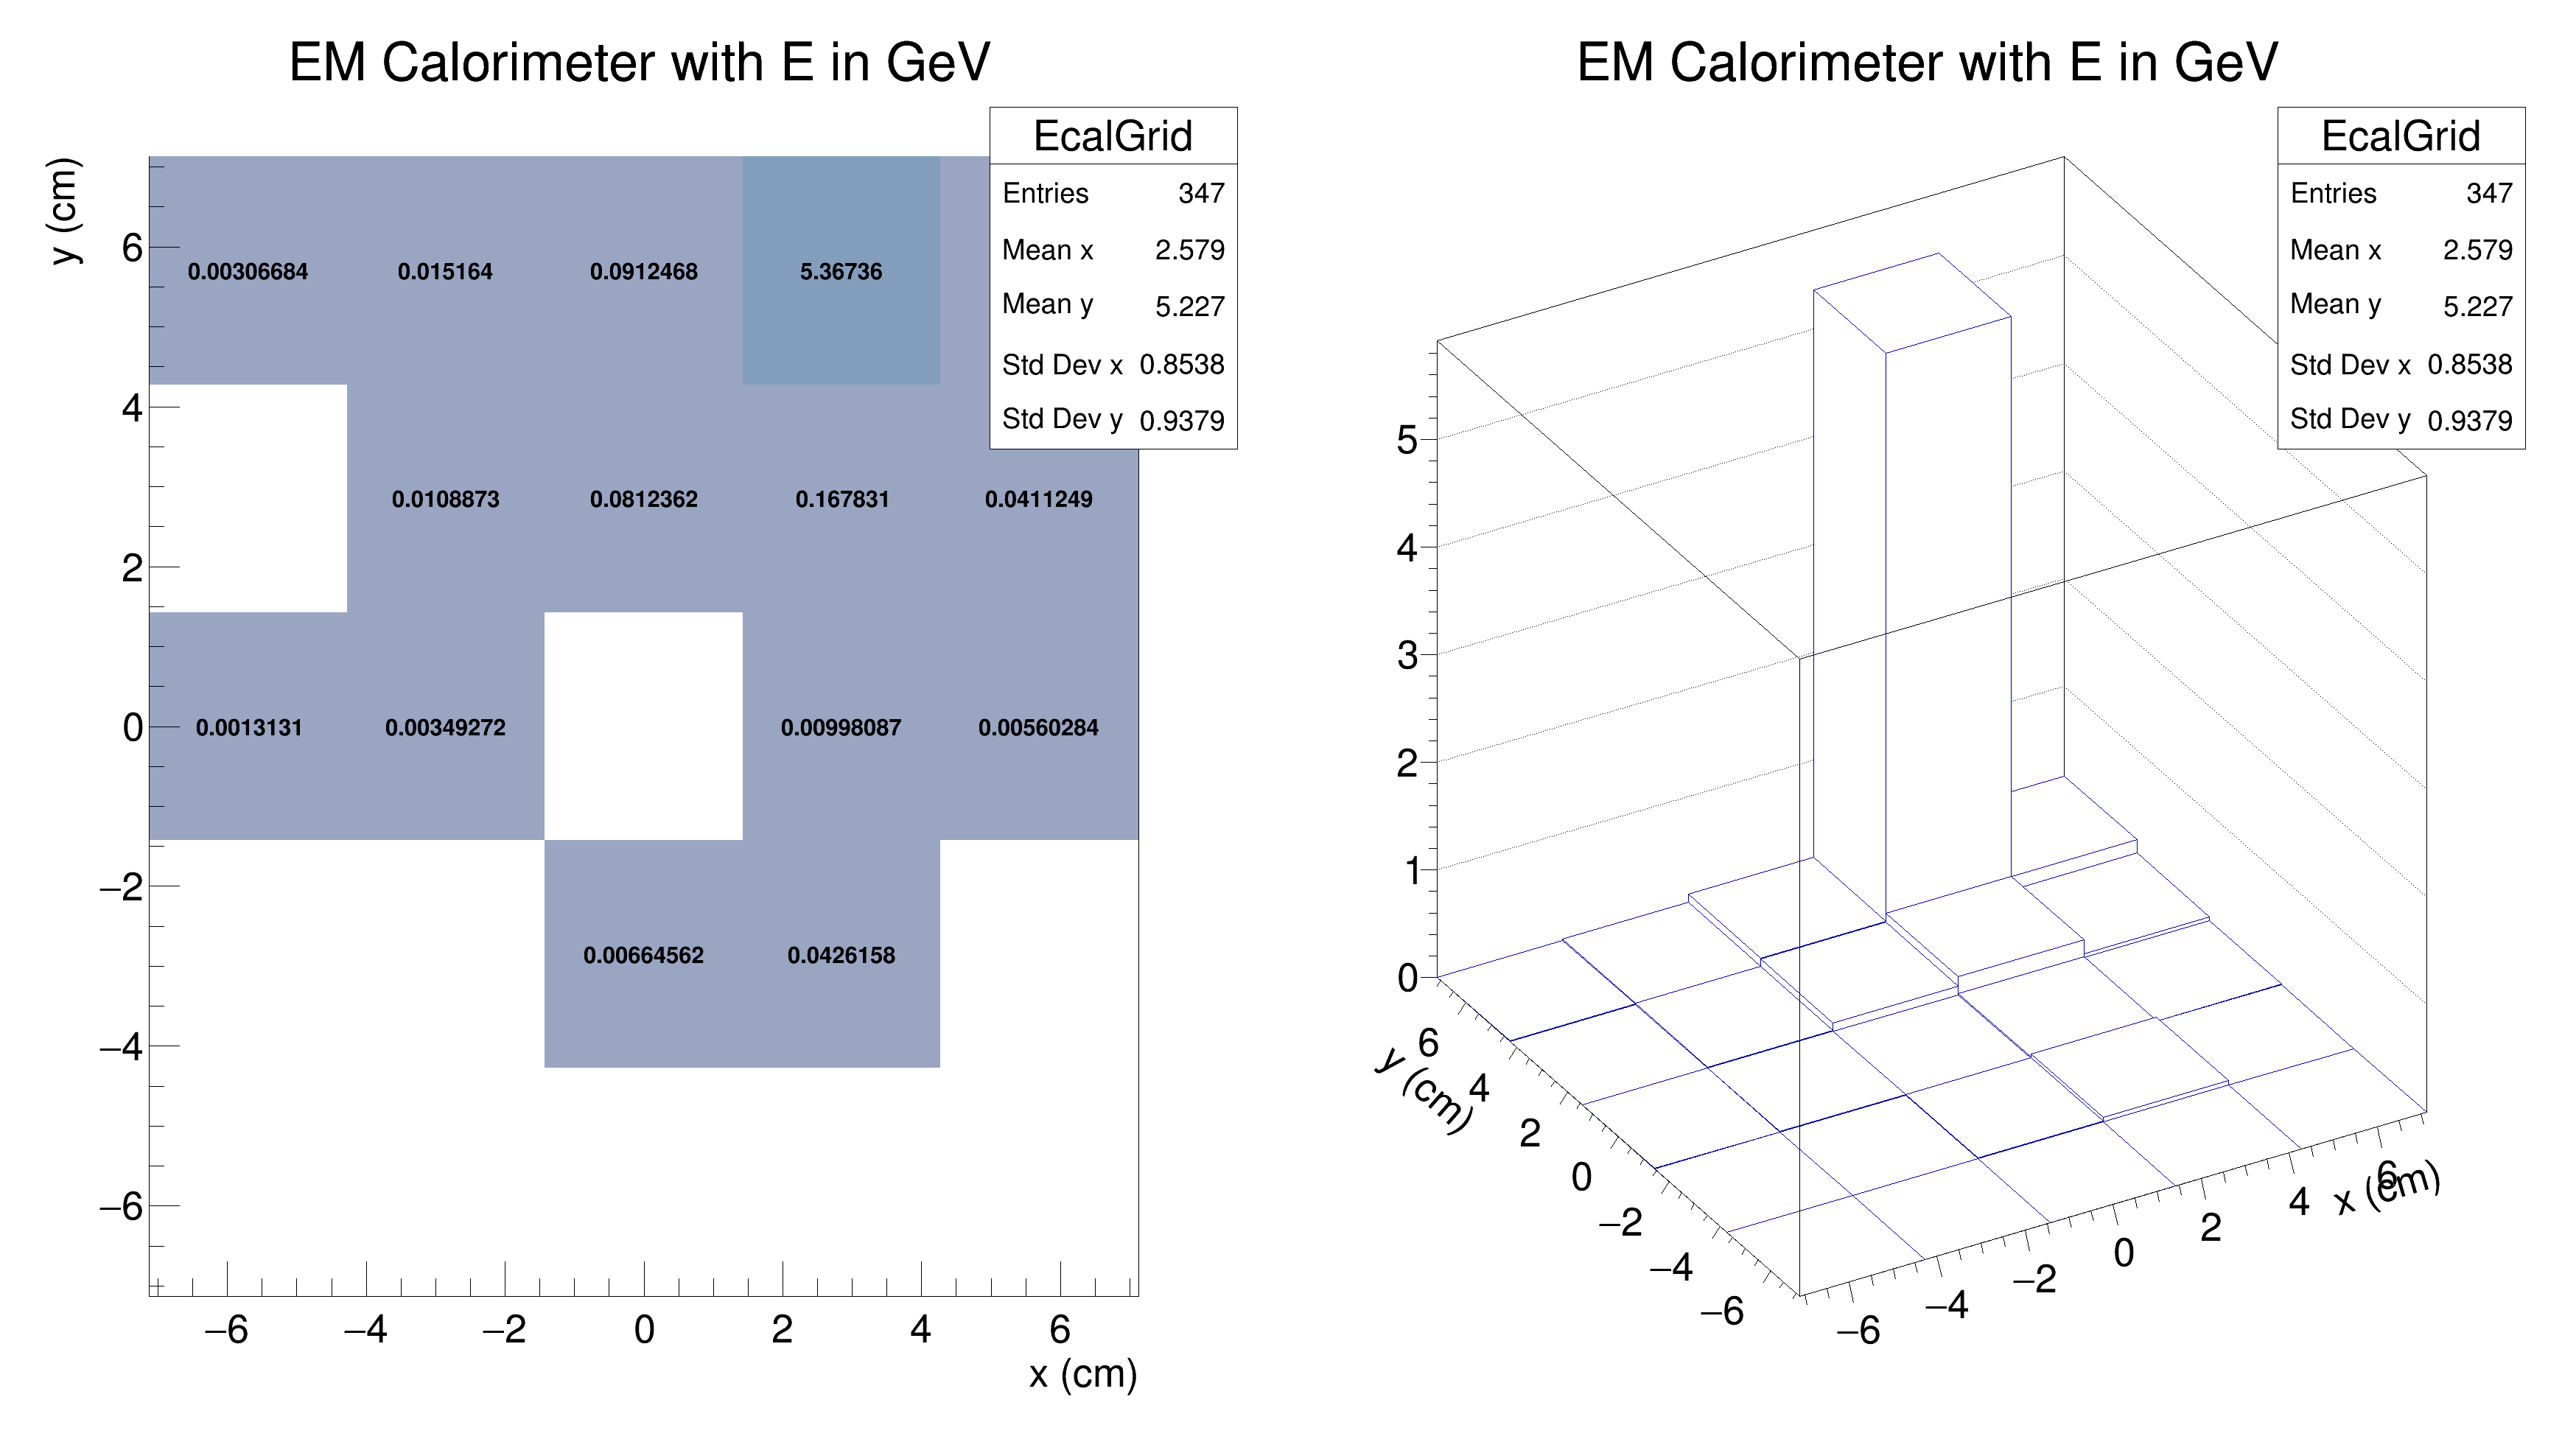 EM Calorimeter with E in GeV
EcalGrid
Entries 347
Mean x 2.579
Mean y 5.227
Std Dev x 0.8538
Std Dev y 0.9379
y (cm)
6
4
2
0
−2
−4
−6
0.00306684 0.015164 0.0912468 5.36736
0.0108873 0.0812362 0.167831 0.0411249
0.0013131 0.00349272 0.00998087 0.00560284
0.00664562 0.0426158
−6 −4 −2 0 2 4 6
x (cm)
EM Calorimeter with E in GeV
EcalGrid
Entries 347
Mean x 2.579
Mean y 5.227
Std Dev x 0.8538
Std Dev y 0.9379
5
4
3
2
1
0
y (cm)
6
4
2
0
−2
−4
−6
−6 −4 −2 0 2 4 6
x (cm)